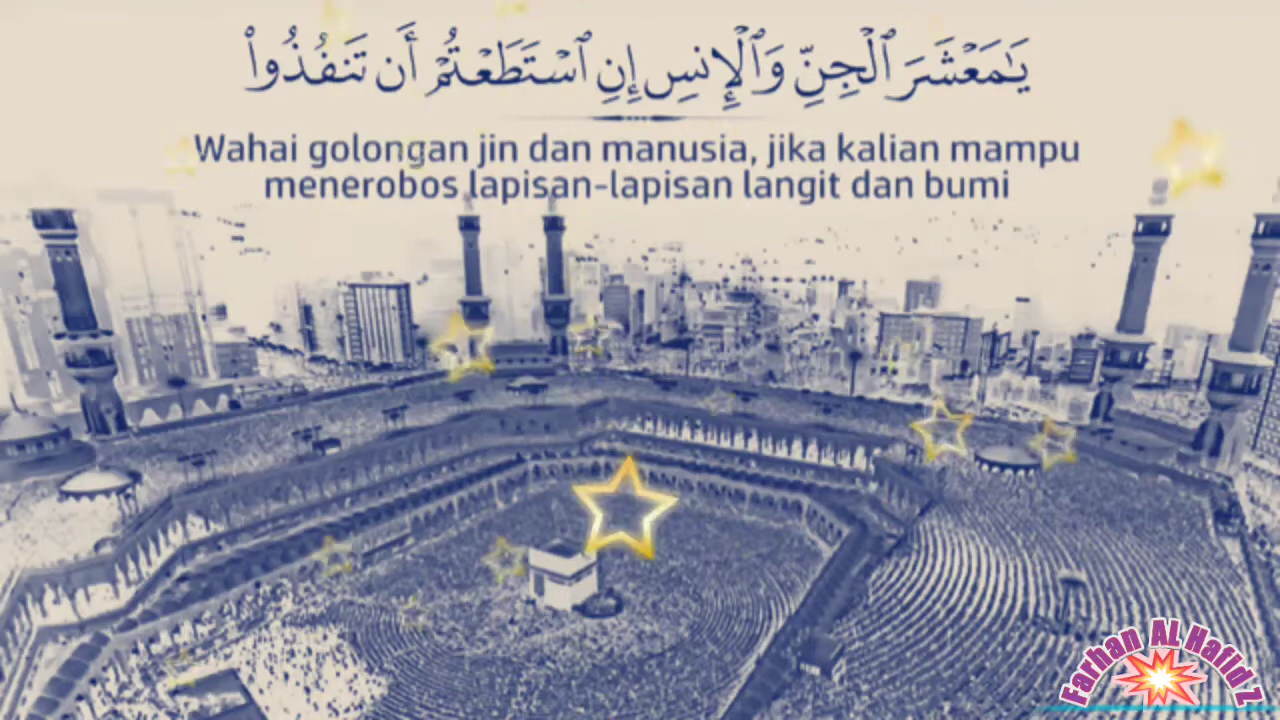 يَٰمَعۡشَرَ ٱلۡجِنِّ وَٱلۡإِنسِ إِنِ ٱسۡتَطَعۡتُمۡ أَن تَنفُذُواْ
Wahai golongan jin dan manusia, jika kalian mampu
menerobos lapisan-lapisan langit dan bumi
Farhan AL Hafid Z